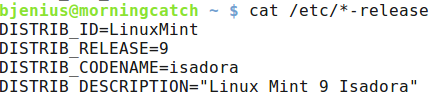 bjenius@morningcatch ~ $ cat /etc/*-release
DISTRIB_ID=LinuxMint
DISTRIB_RELEASE=9
DISTRIB_CODENAME=isadora
DISTRIB_DESCRIPTION="Linux Mint 9 Isadora"